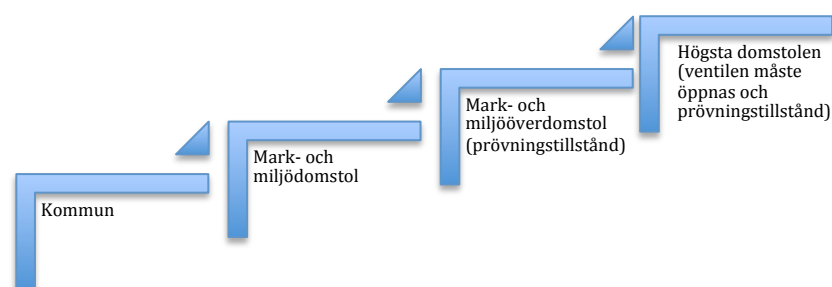 Kommun
Mark- och
miljödomstol
Mark- och
miljööverdomstol
(prövningstillstånd)
Högsta domstolen
(ventilen måste
öppnas och
prövningstillstånd)